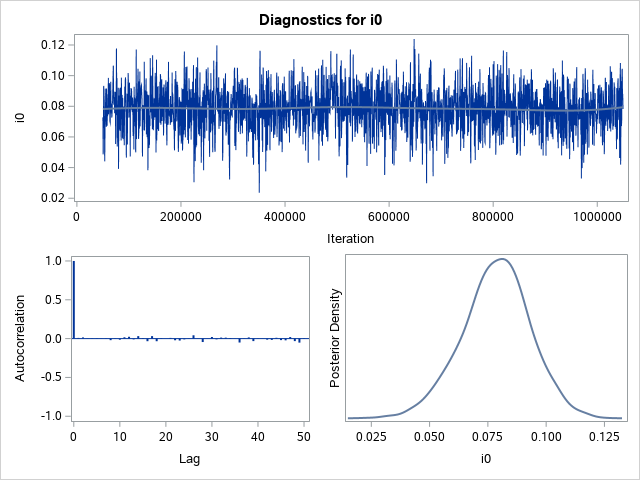 Diagnostics for i0
0.12
0.10
0.08
0.06
0.04
0.02
i0
0 200000 400000 600000 800000 1000000
Iteration
1.0
0.5
0.0
-0.5
-1.0
Autocorrelation
0 10 20 30 40 50
Lag
Posterior Density
0.025 0.050 0.075 0.100 0.125
i0